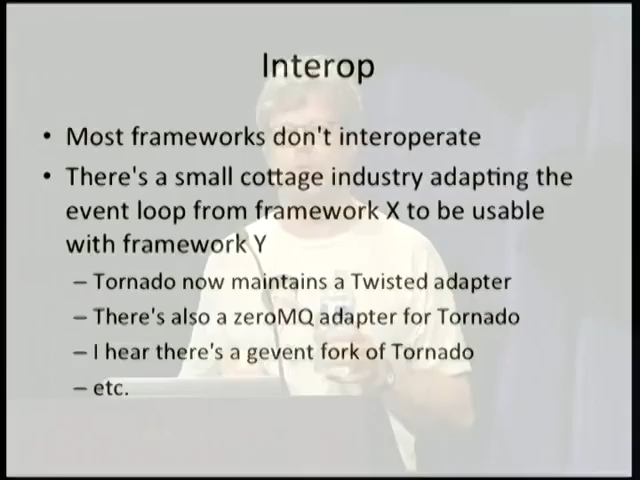 Interop
• Most frameworks don't interoperate
• There's a small cottage industry adapting the
event loop from framework X to be usable
with framework Y
– Tornado now maintains a Twisted adapter
– There's also a zeroMQ adapter for Tornado
– I hear there's a gevent fork of Tornado
– etc.